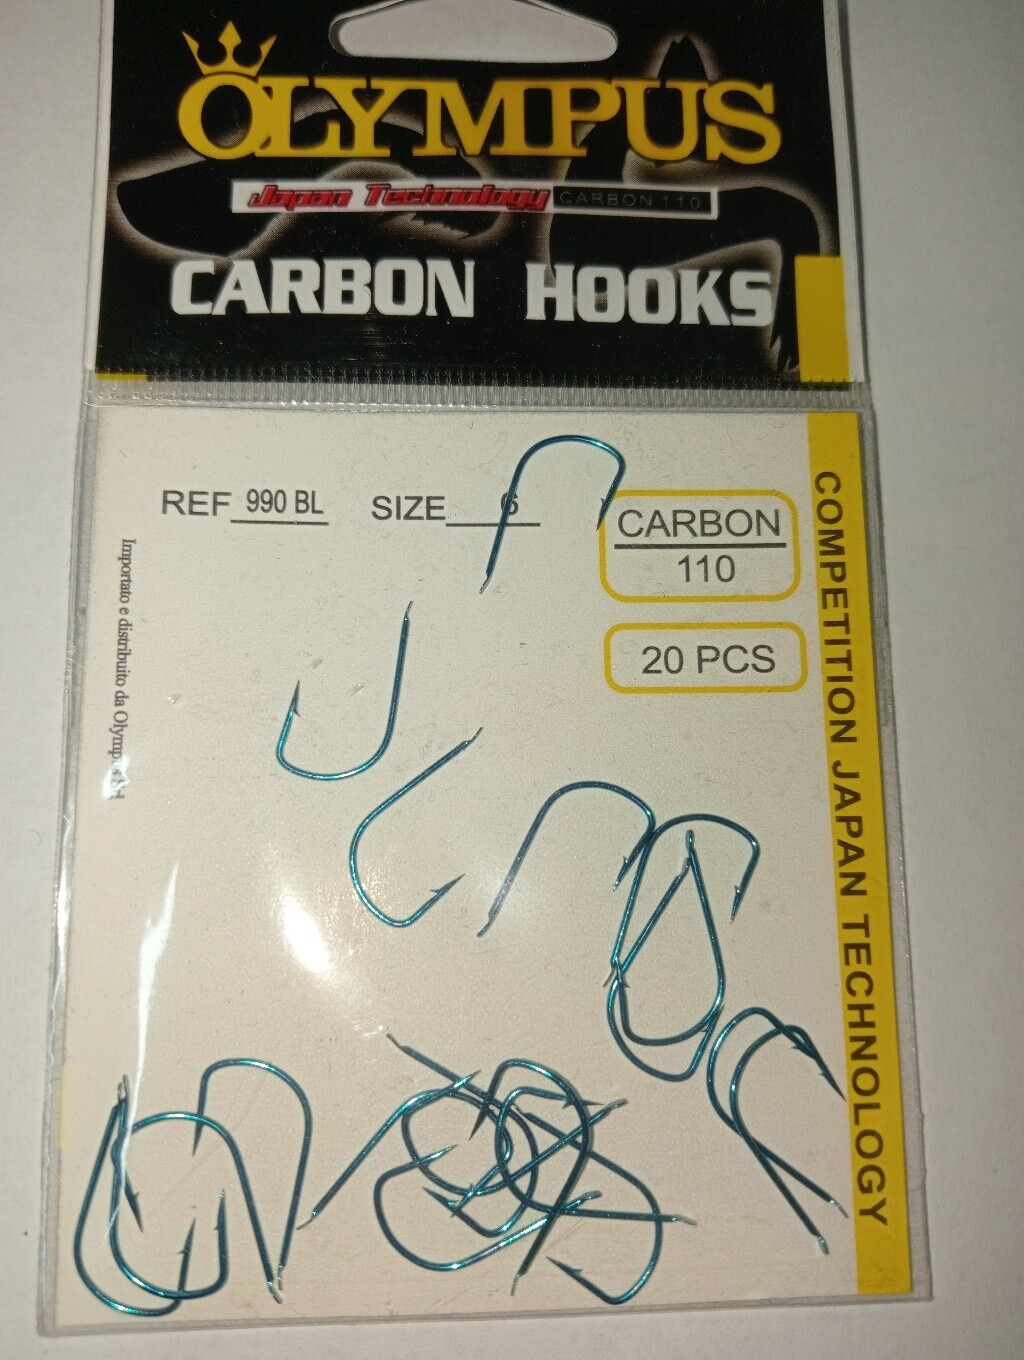 OLYMPUS
Japan Technology CARBON 110
CARBON HOOKS
REF 990 BL SIZE 6
CARBON
110
20 PCS
COMPETITION JAPAN TECHNOLOGY
Importato e distribuito da Olympus